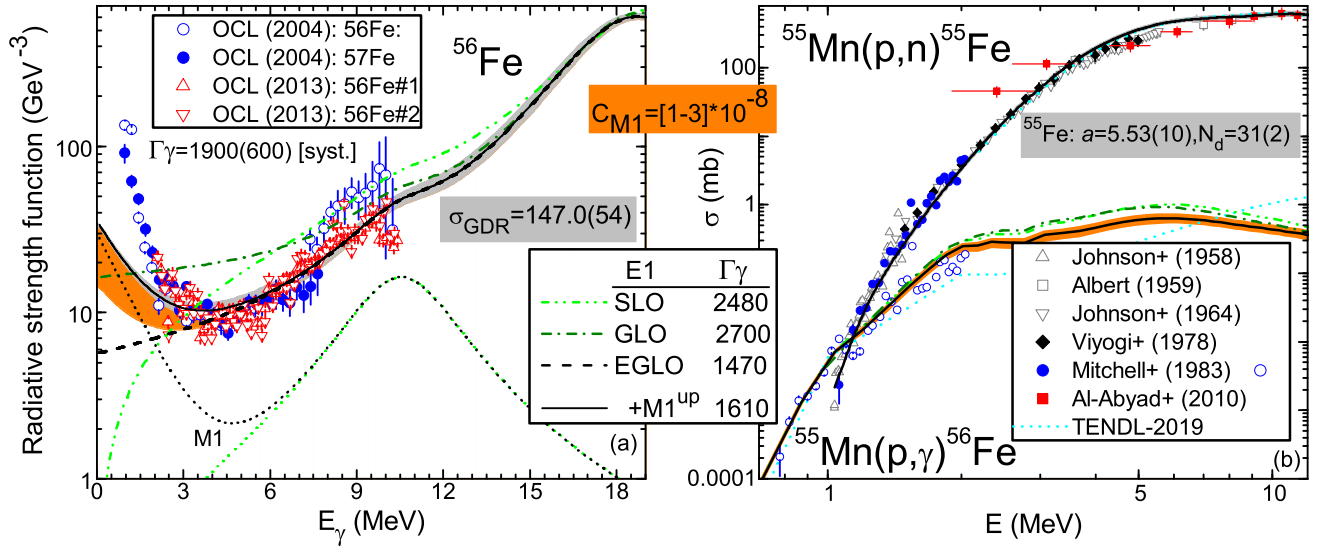 Radiative strength function (GeV⁻³)
100
10
1
OCL (2004): 56Fe:
OCL (2004): 57Fe
OCL (2013): 56Fe#1
OCL (2013): 56Fe#2
Γγ=1900(600) [syst.]
⁵⁶Fe
σ_GDR=147.0(54)
M1
(a)
0 3 6 9 12 15 18
E_γ (MeV)
C_M1=[1-3]*10⁻⁸
E1 Γγ
SLO 2480
GLO 2700
EGLO 1470
+M1ᵘᵖ 1610
σ (mb)
100
1
0.0001
⁵⁵Mn(p,n)⁵⁵Fe
⁵⁵Fe: a=5.53(10),N_d=31(2)
Johnson+ (1958)
Albert (1959)
Johnson+ (1964)
Viyogi+ (1978)
Mitchell+ (1983)
Al-Abyad+ (2010)
TENDL-2019
⁵⁵Mn(p,γ)⁵⁶Fe
(b)
1 5 10
E (MeV)